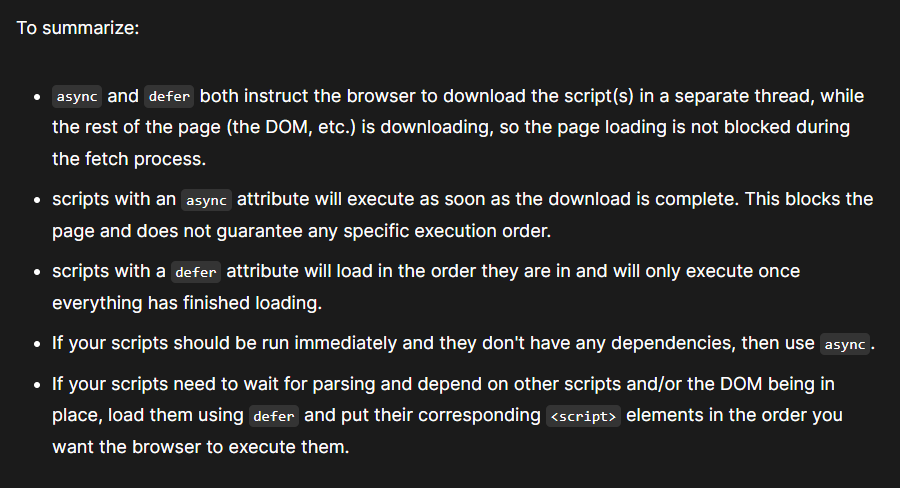 To summarize:
• async and defer both instruct the browser to download the script(s) in a separate thread, while
the rest of the page (the DOM, etc.) is downloading, so the page loading is not blocked during
the fetch process.
• scripts with an async attribute will execute as soon as the download is complete. This blocks the
page and does not guarantee any specific execution order.
• scripts with a defer attribute will load in the order they are in and will only execute once
everything has finished loading.
• If your scripts should be run immediately and they don't have any dependencies, then use async.
• If your scripts need to wait for parsing and depend on other scripts and/or the DOM being in
place, load them using defer and put their corresponding <script> elements in the order you
want the browser to execute them.